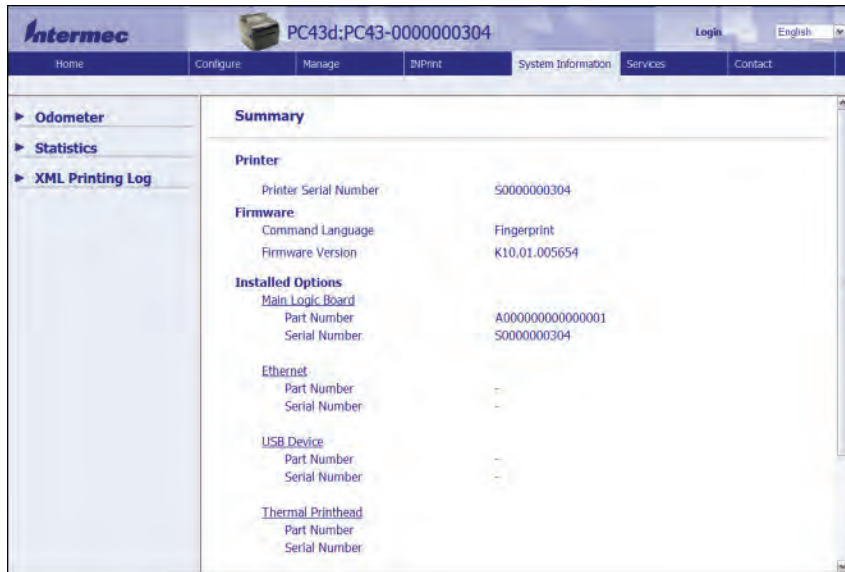 Intermec
PC43d:PC43-0000000304
Login
English
Home Configure Manage INPrint System Information Services Contact
Odometer
Statistics
XML Printing Log
Summary
Printer
Printer Serial Number S0000000304
Firmware
Command Language Fingerprint
Firmware Version K10.01.005654
Installed Options
Main Logic Board
Part Number A000000000000001
Serial Number S0000000304
Ethernet
Part Number -
Serial Number -
USB Device
Part Number -
Serial Number -
Thermal Printhead
Part Number
Serial Number